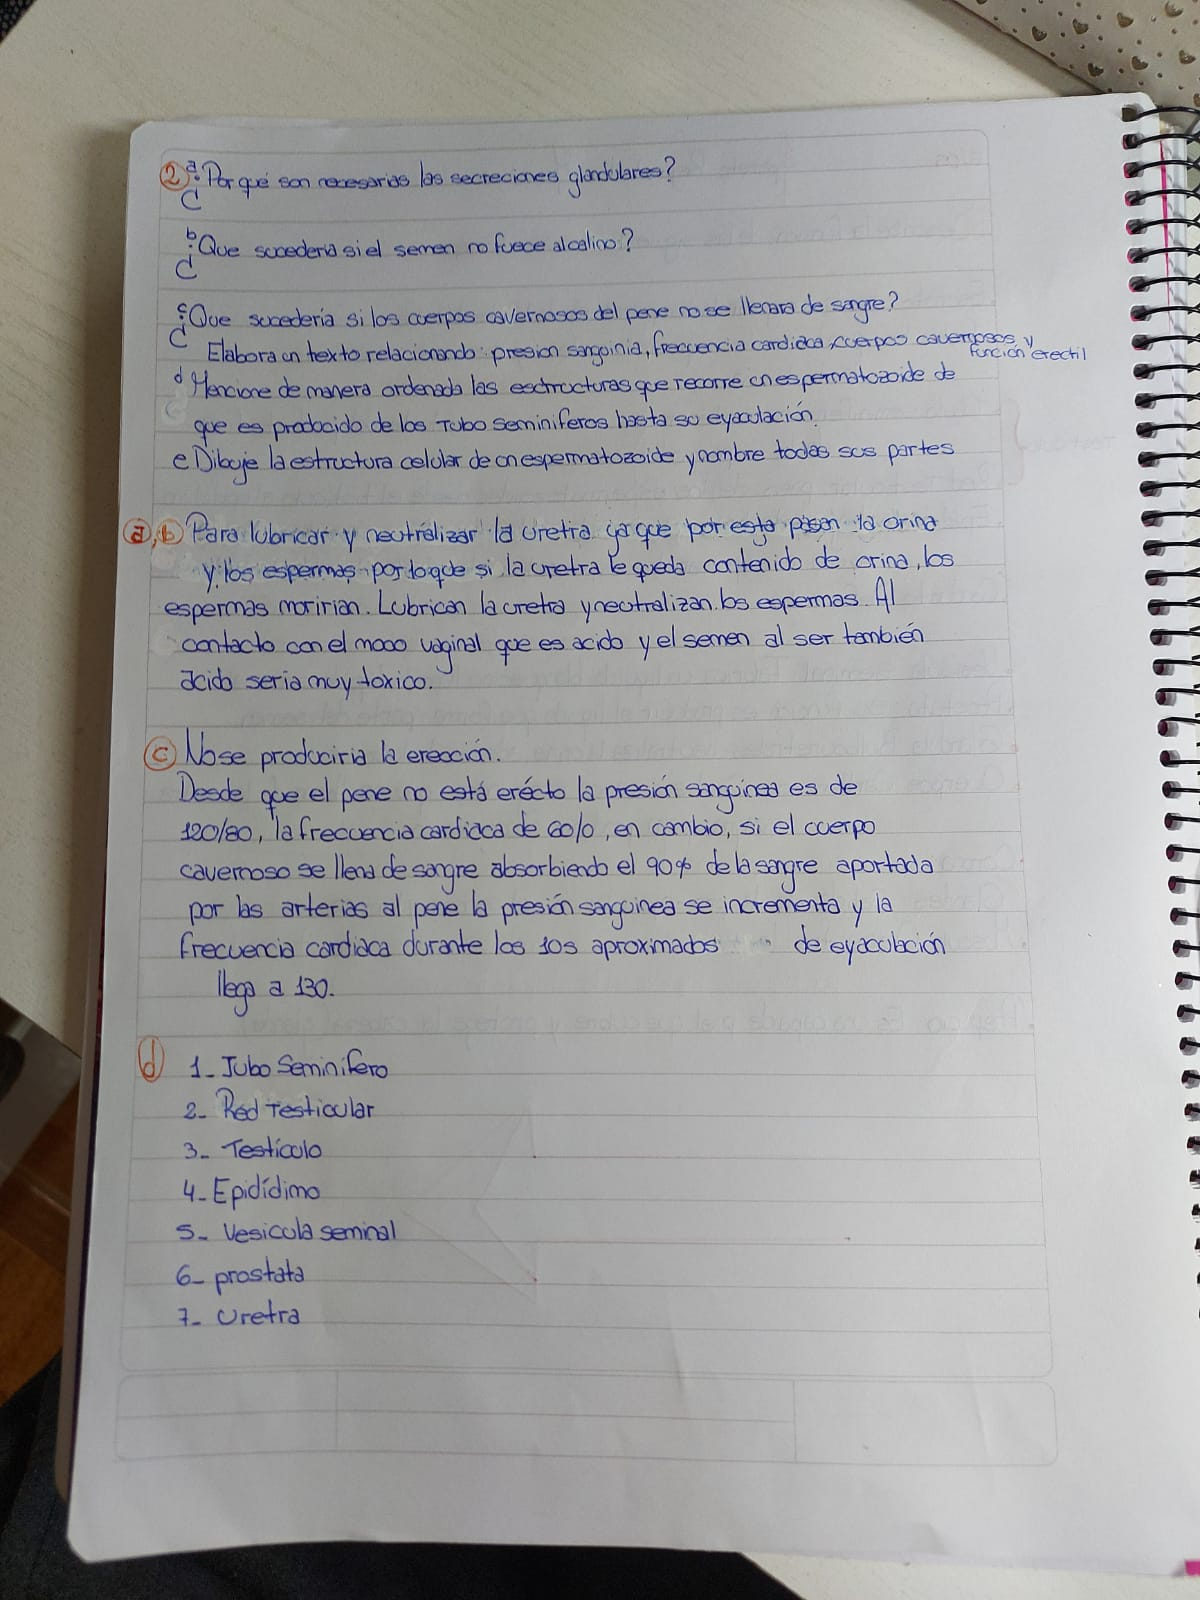 2 a ¿Por qué son necesarias las secreciones glandulares?
b ¿Que sucederia si el semen no fuece alcalino?
c ¿Que sucedería si los cuerpos cavernosos del pene no se llenara de sangre?
Elabora un texto relacionando: presion sanguinia, frecuencia cardiáca, cuerpos cavernosos y función erectil
d Mencione de manera ordenada las esctructuras que recorre un espermatozoide de
que es producido de los Tubo seminiferos hasta su eyaculación.
e Dibuje la estructura celular de un espermatozoide y nombre todas sus partes
a, b Para lubricar y neutralizar la uretra ya que por esta pasan la orina
y los espermas por lo que si la uretra le queda contenido de orina, los
espermas moririan. Lubrican la uretra y neutralizan los espermas. Al
contacto con el moco vaginal que es acido y el semen al ser también
ácido seria muy toxico.
c No se produciria la erección.
Desde que el pene no está erécto la presión sanguinea es de
120/80, la frecuencia cardiaca de 60/0, en cambio, si el cuerpo
cavernoso se llena de sangre absorbiendo el 90% de la sangre aportada
por las arterias al pene la presión sanguinea se incrementa y la
frecuencia cardíaca durante los 10s aproximados de eyaculación
llega a 130.
d 1- Tubo Seminifero
2- Red Testicular
3- Testículo
4- Epidídimo
5- Vesicula seminal
6- prostata
7- Uretra